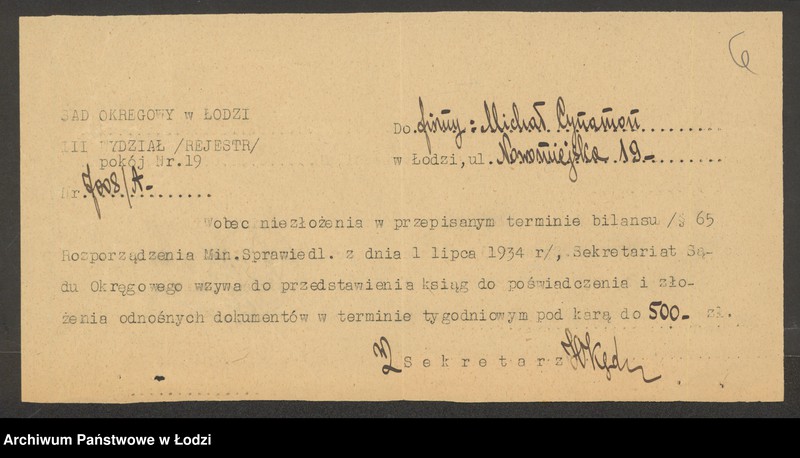 6
SAD OKRĘGOWY w ŁODZI
III WYDZIAŁ /REJESTR/
pokój Nr.19
Nr. 7008/A-
Do firmy: Michał Cynamon
w Łodzi,ul. Nowomiejska 19-
Wobec niezłożenia w przepisanym terminie bilansu /§ 65
Rozporządzenia Min.Sprawiedl. z dnia 1 lipca 1934 r/, Sekretariat Są-
du Okręgowego wzywa do przedstawienia ksiąg do poświadczenia i zło-
żenia odnośnych dokumentów w terminie tygodniowym pod karą do 500- zł.
Sekretarz
Archiwum Państwowe w Łodzi